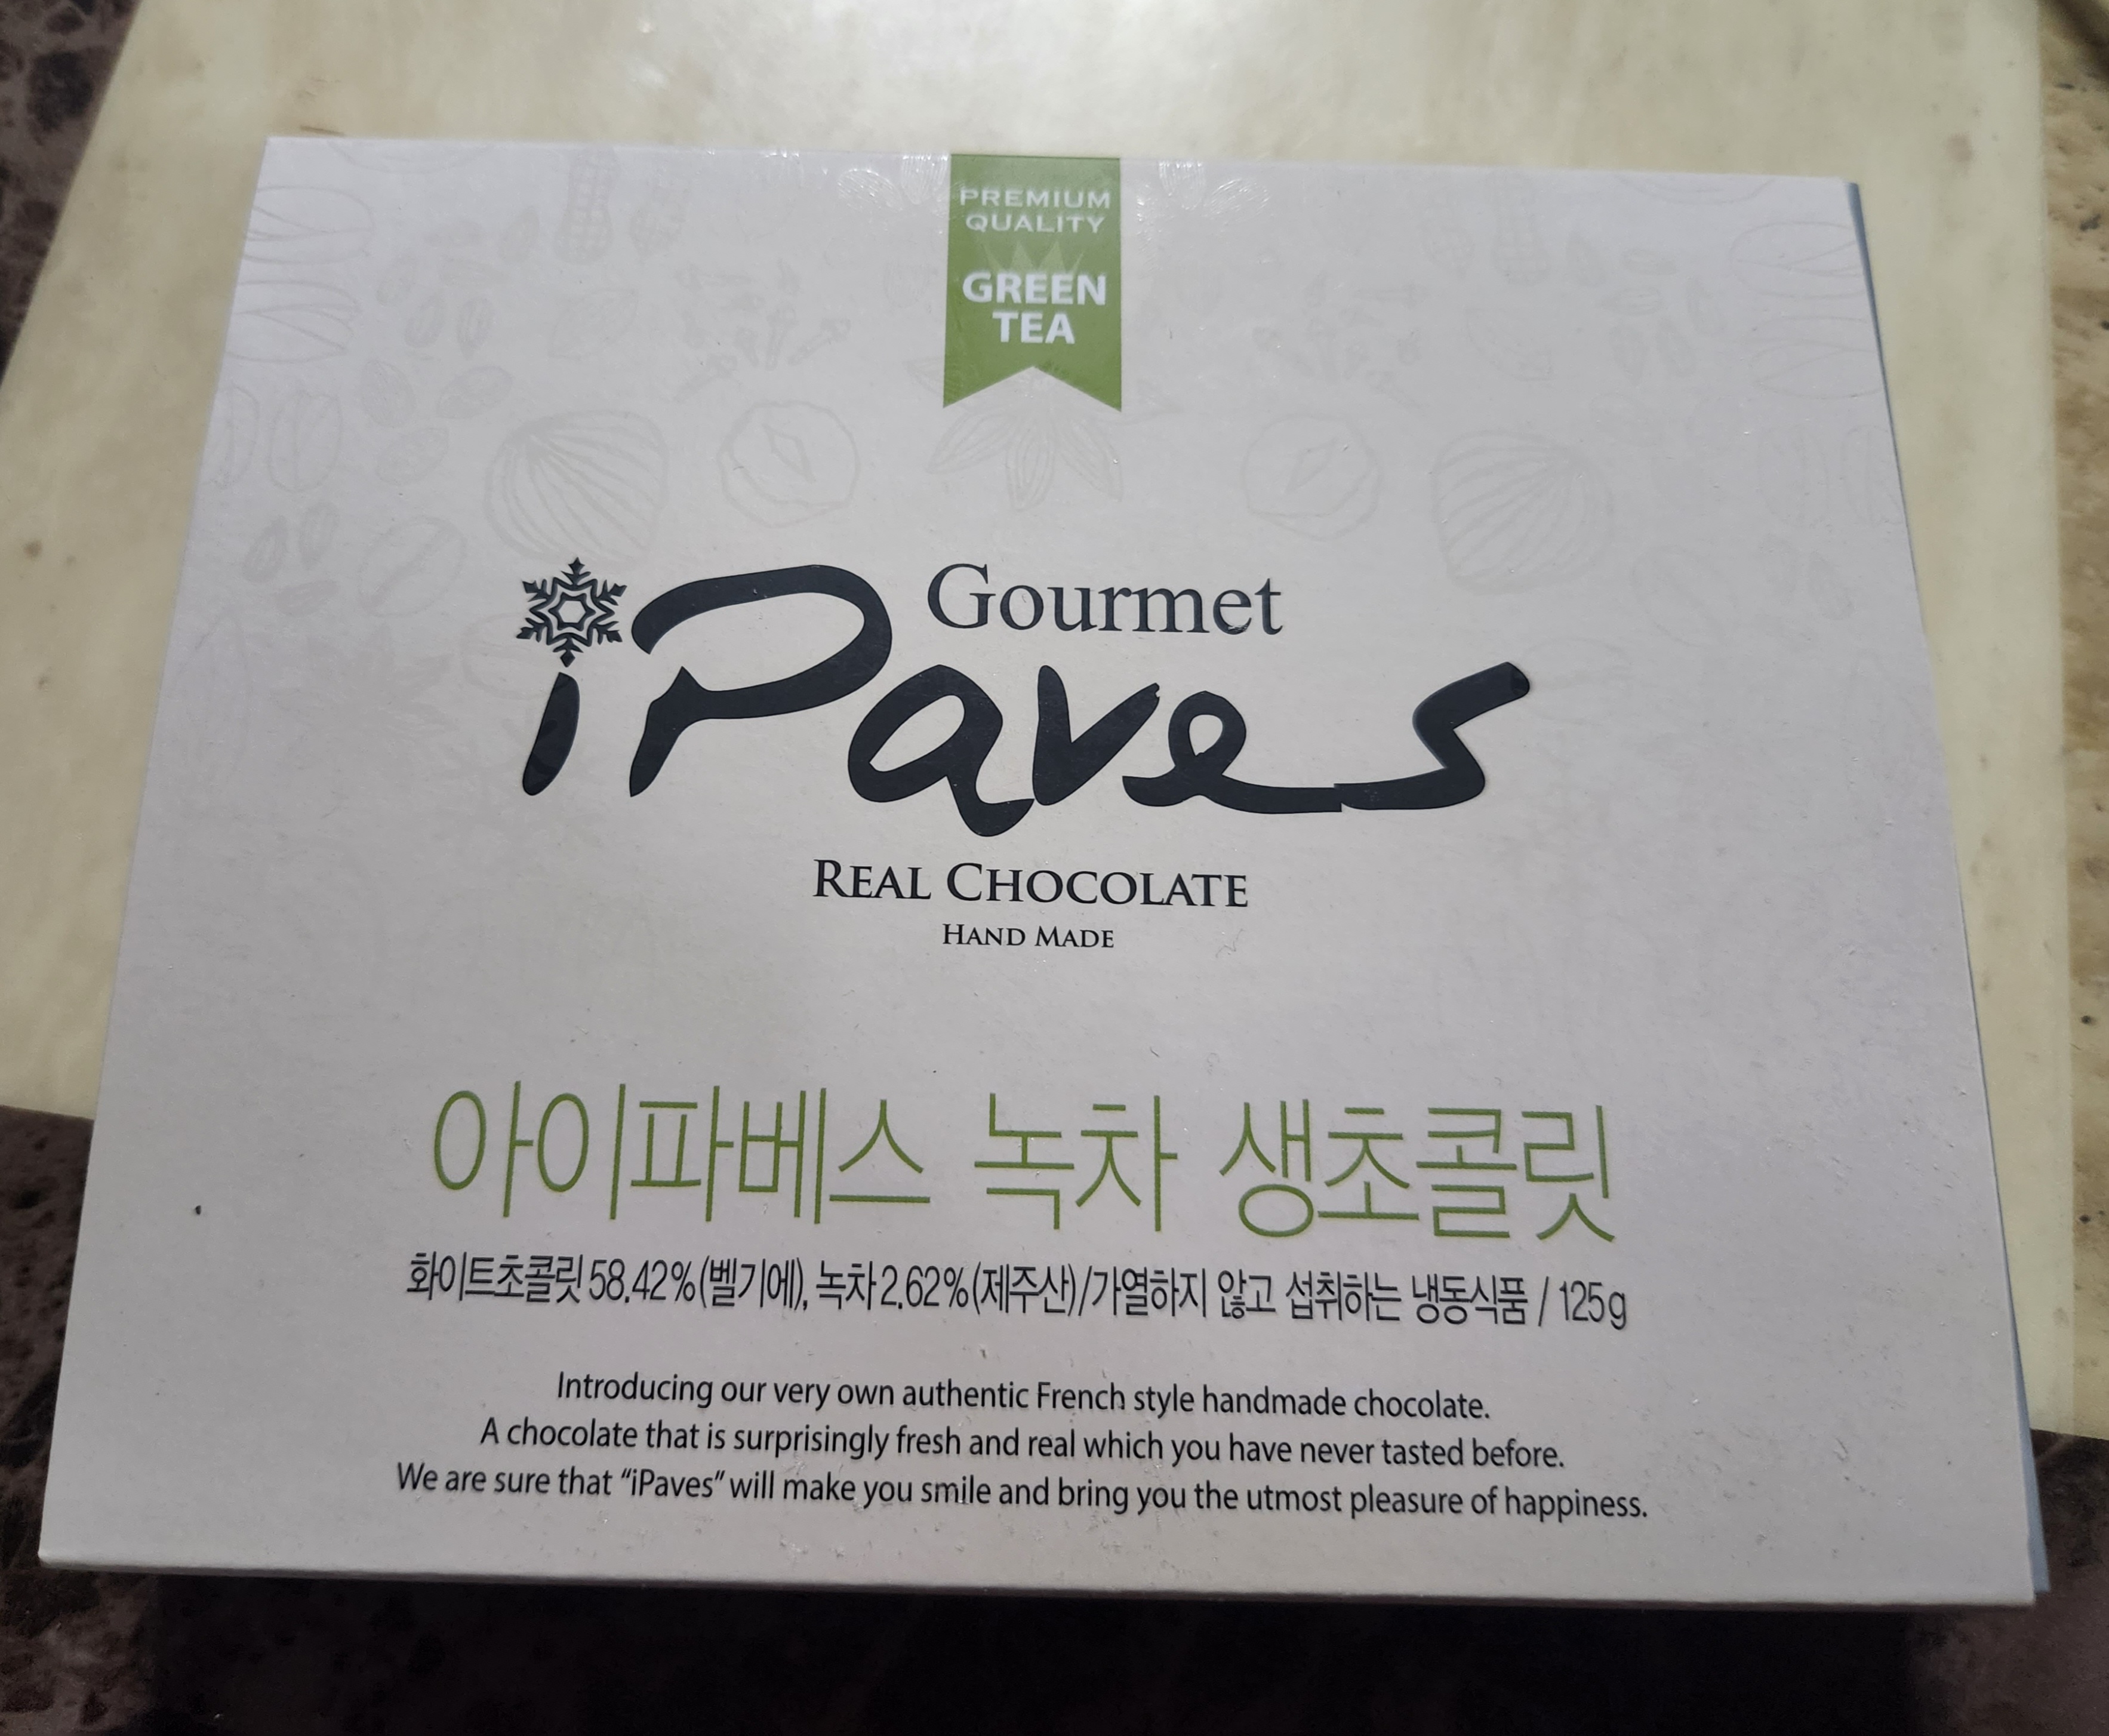 PREMIUM
QUALITY
GREEN
TEA
Gourmet
iPaves
REAL CHOCOLATE
HAND MADE
아이파베스 녹차 생초콜릿
화이트초콜릿 58.42%(벨기에), 녹차 2.62%(제주산)/가열하지 않고 섭취하는 냉동식품 / 125g
Introducing our very own authentic French style handmade chocolate.
A chocolate that is surprisingly fresh and real which you have never tasted before.
We are sure that “iPaves” will make you smile and bring you the utmost pleasure of happiness.